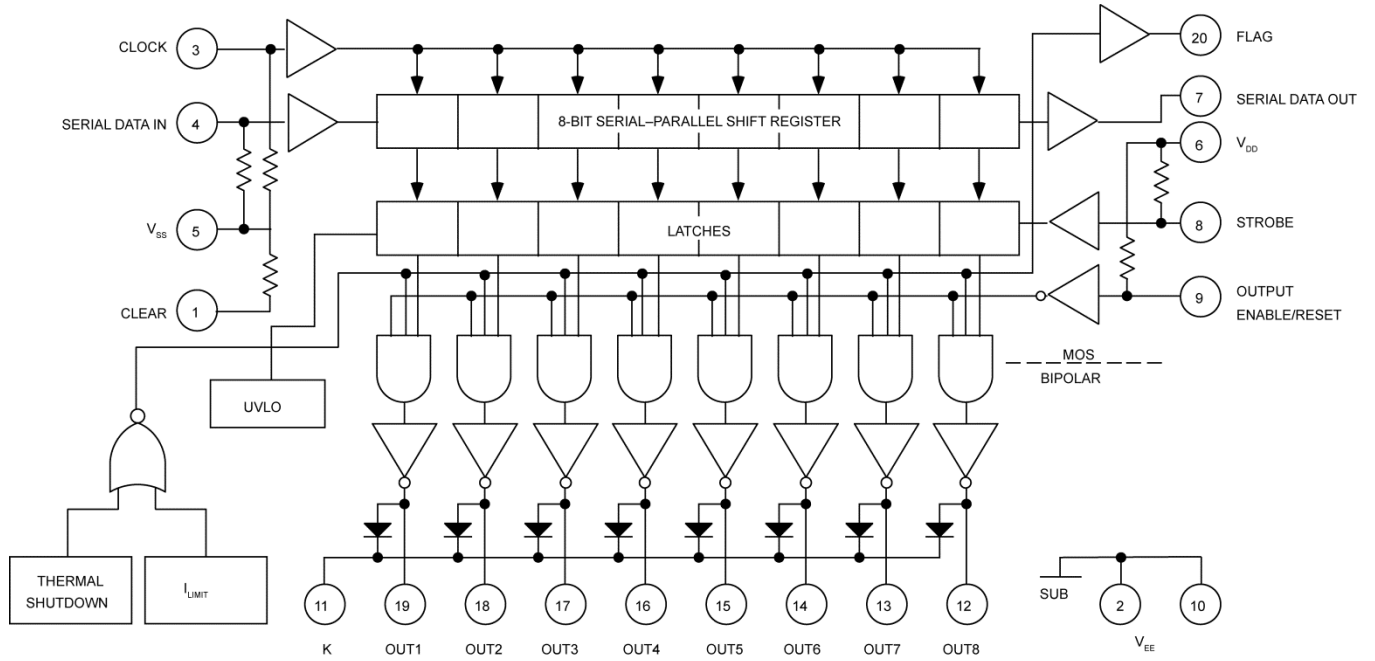 CLOCK 3
20 FLAG
7 SERIAL DATA OUT
SERIAL DATA IN 4
8-BIT SERIAL–PARALLEL SHIFT REGISTER
6 VDD
VSS 5
LATCHES
8 STROBE
CLEAR 1
9 OUTPUT
ENABLE/RESET
MOS
BIPOLAR
UVLO
THERMAL
SHUTDOWN
ILIMIT
SUB
11 19 18 17 16 15 14 13 12 2 10
K OUT1 OUT2 OUT3 OUT4 OUT5 OUT6 OUT7 OUT8 VEE